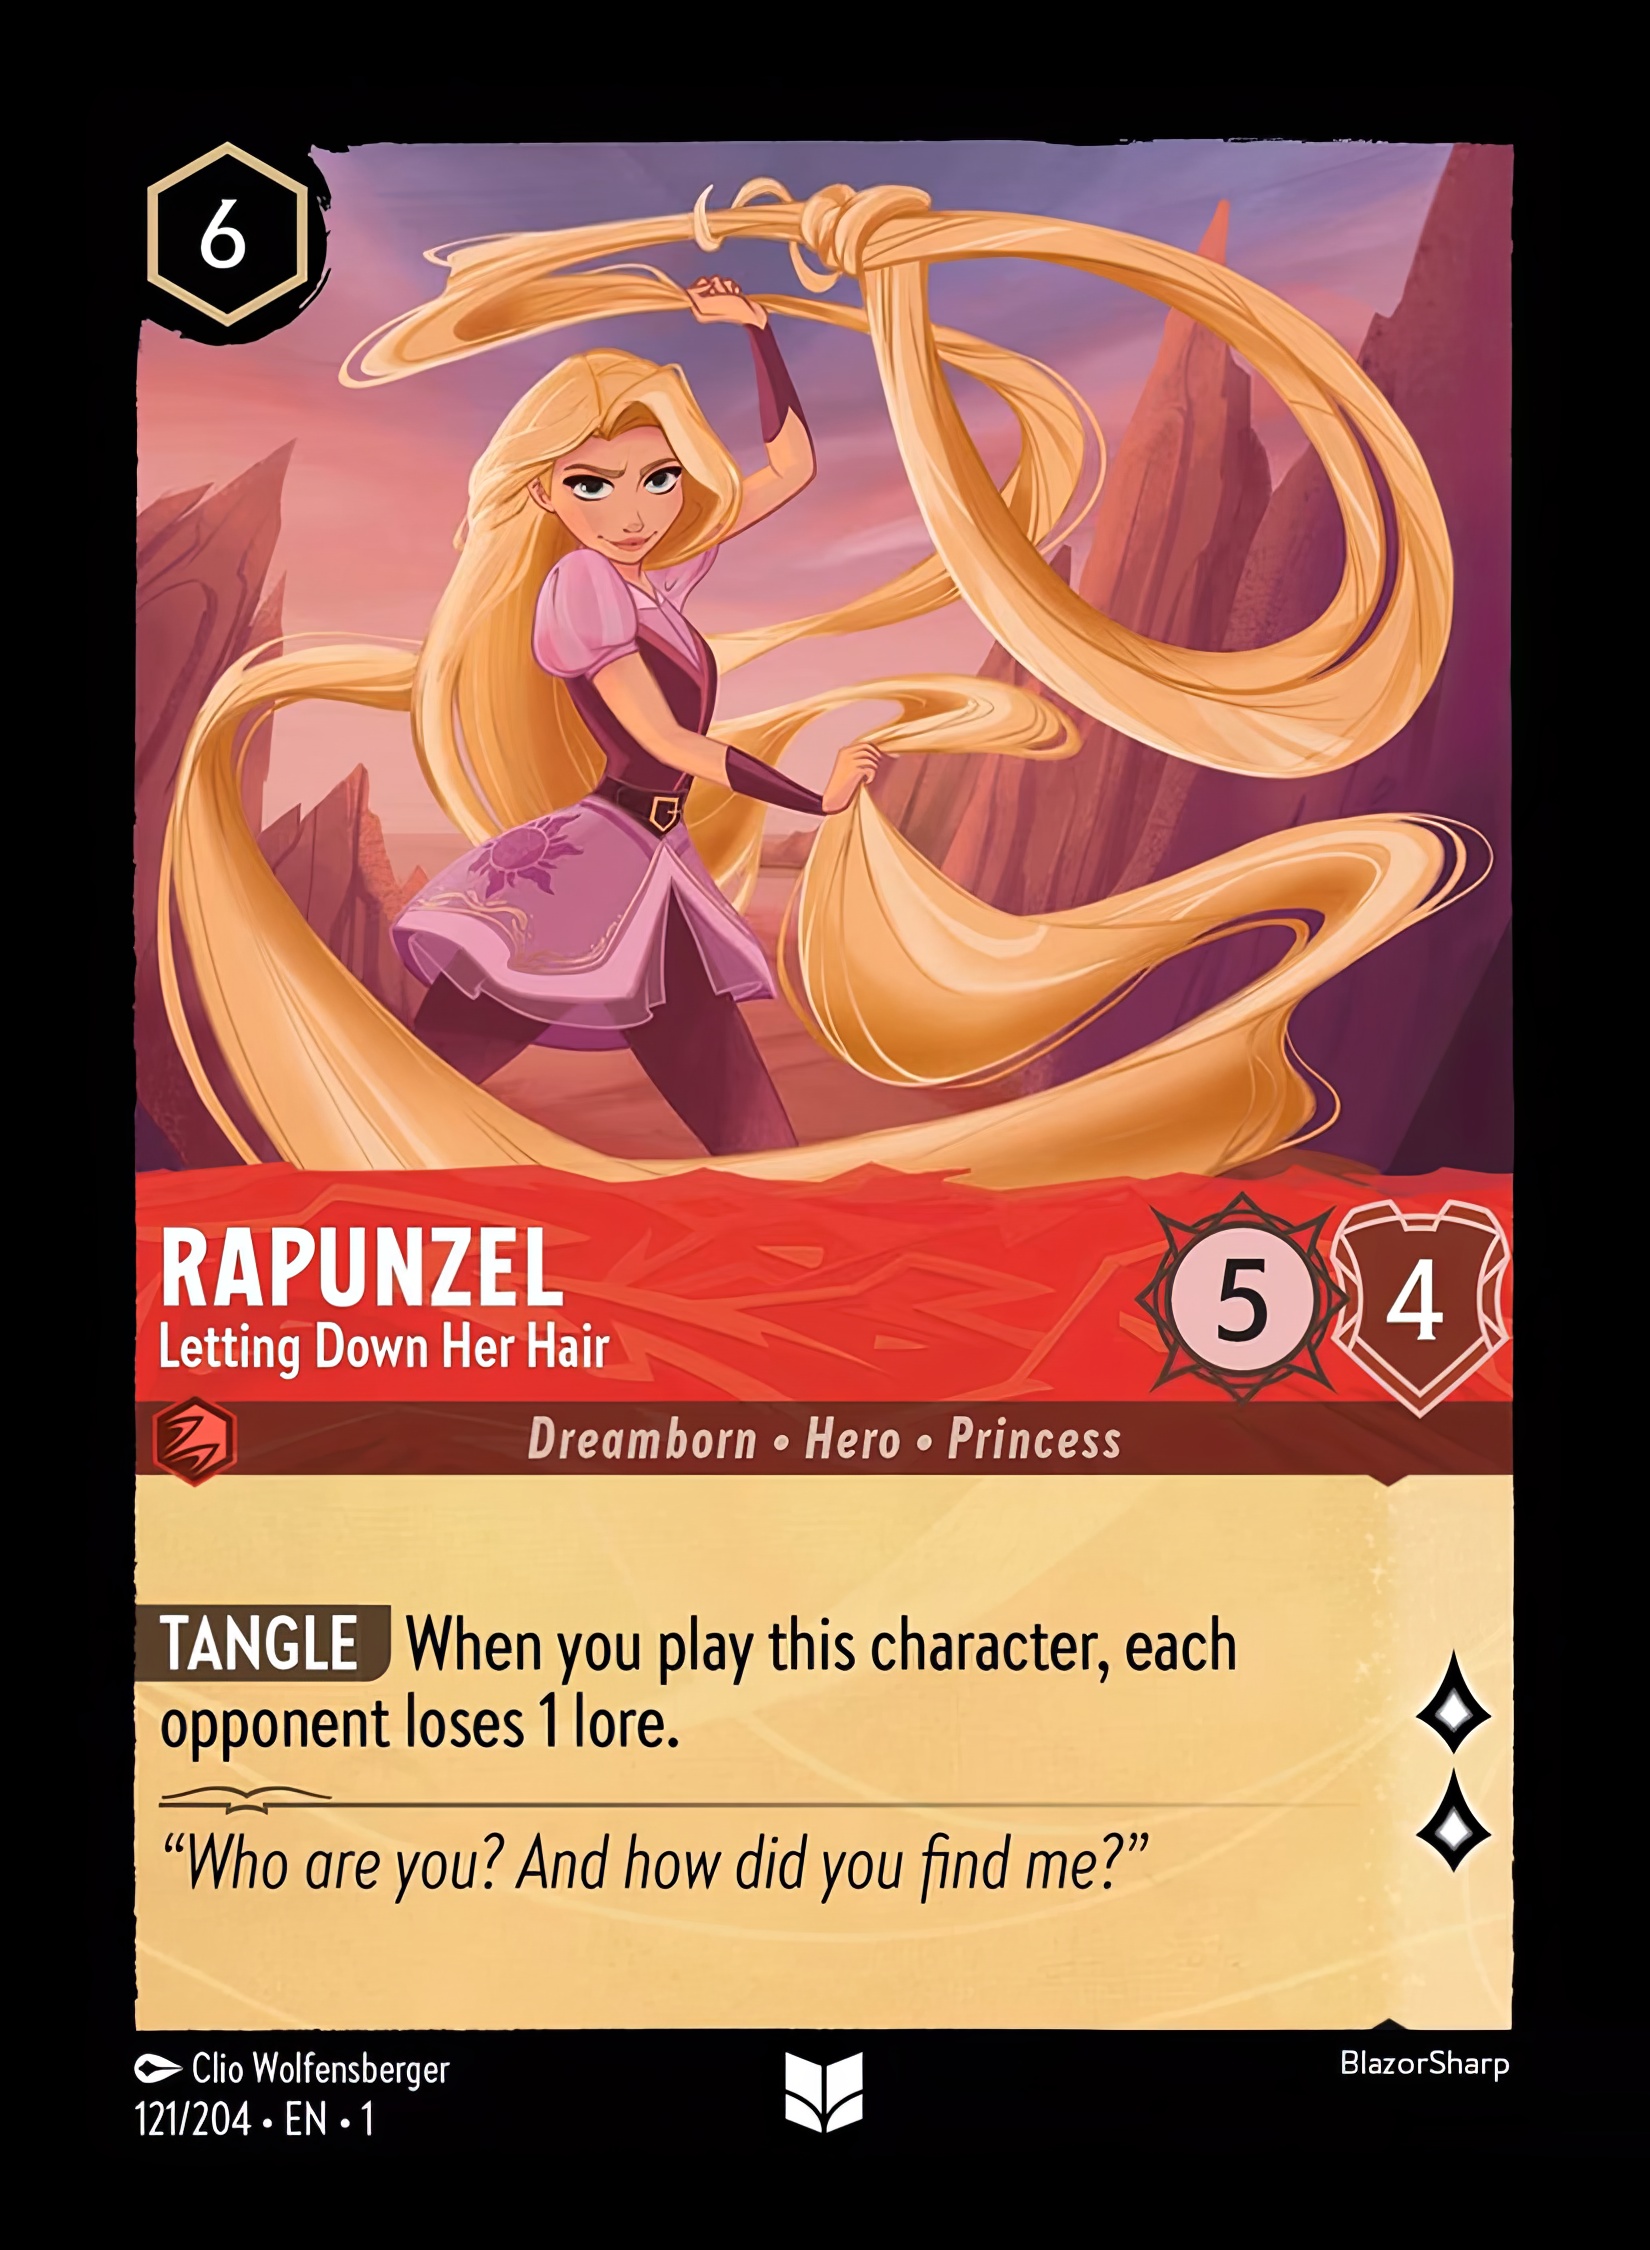 6
RAPUNZEL
Letting Down Her Hair
5
4
Dreamborn • Hero • Princess
TANGLE When you play this character, each
opponent loses 1 lore.
“Who are you? And how did you find me?”
Clio Wolfensberger
BlazorSharp
121/204 • EN • 1